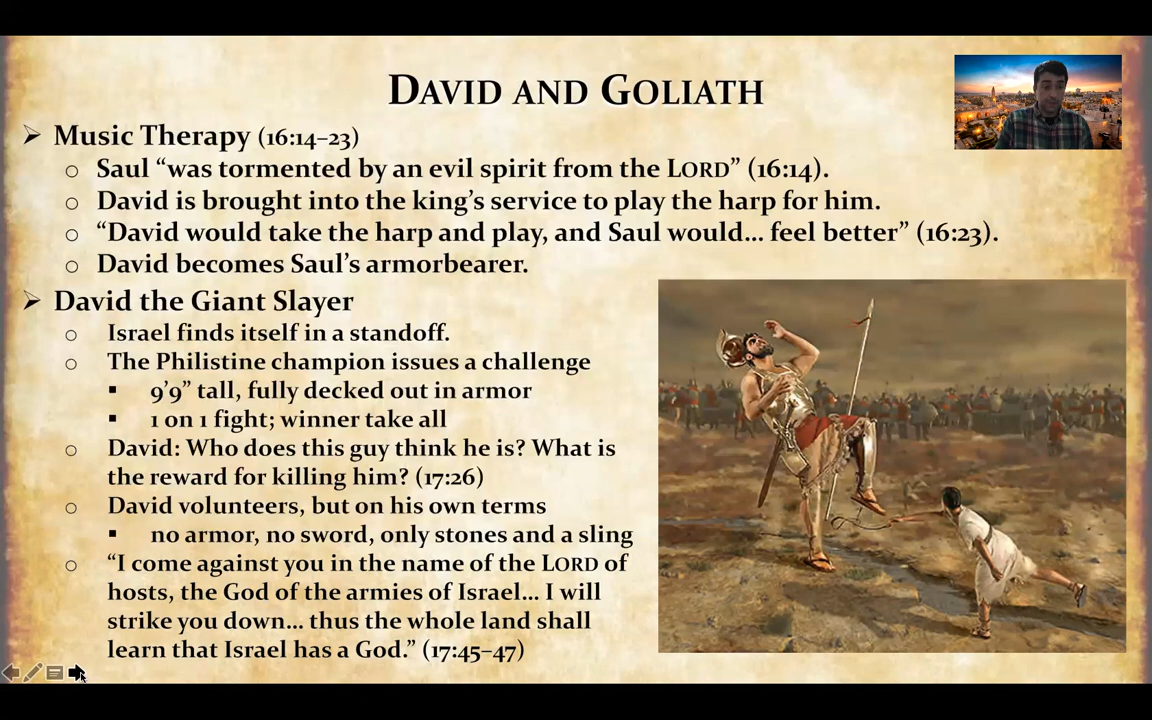 DAVID AND GOLIATH
➢ Music Therapy (16:14–23)
o Saul “was tormented by an evil spirit from the LORD” (16:14).
o David is brought into the king’s service to play the harp for him.
o “David would take the harp and play, and Saul would… feel better” (16:23).
o David becomes Saul’s armorbearer.
➢ David the Giant Slayer
o Israel finds itself in a standoff.
o The Philistine champion issues a challenge
▪ 9’9” tall, fully decked out in armor
▪ 1 on 1 fight; winner take all
o David: Who does this guy think he is? What is
the reward for killing him? (17:26)
o David volunteers, but on his own terms
▪ no armor, no sword, only stones and a sling
o “I come against you in the name of the LORD of
hosts, the God of the armies of Israel… I will
strike you down… thus the whole land shall
learn that Israel has a God.” (17:45–47)